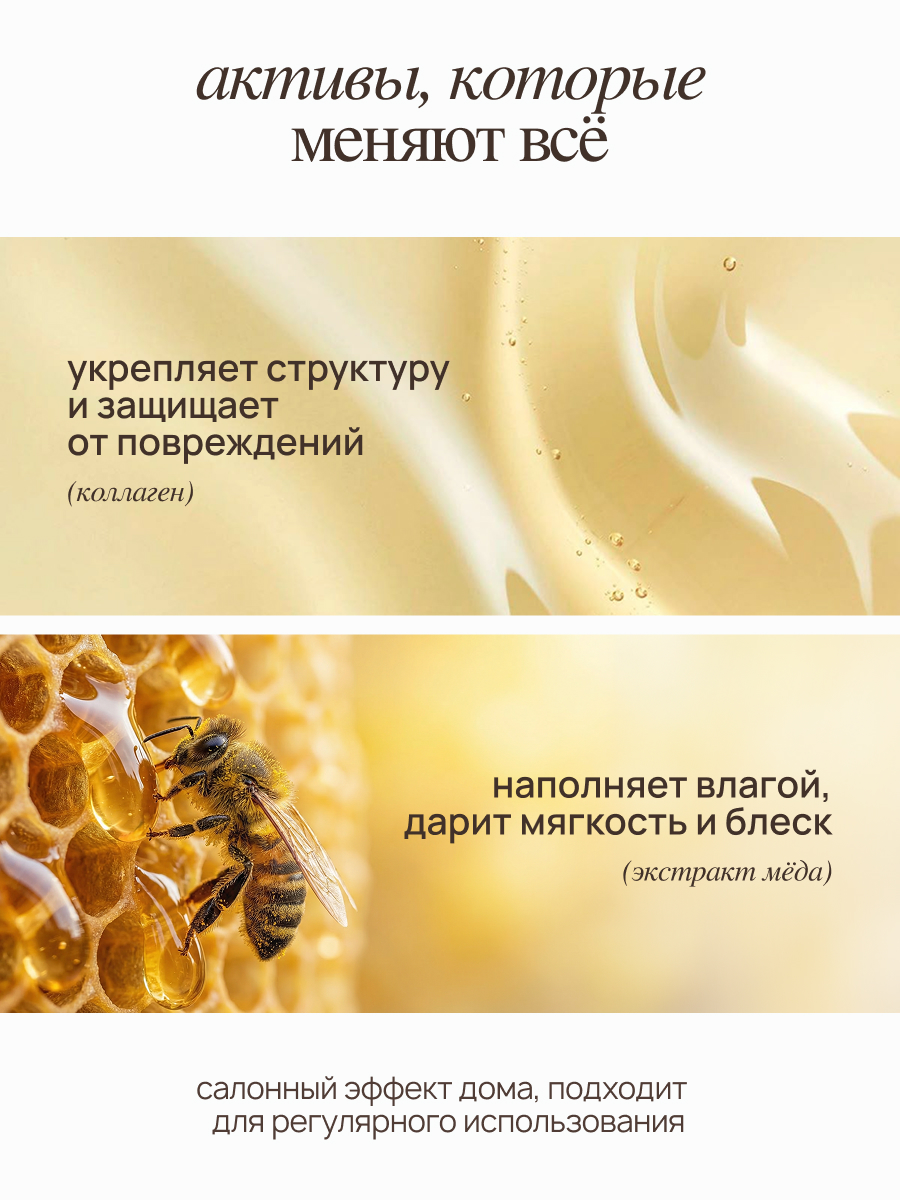 активы, которые
меняют всё
укрепляет структуру
и защищает
от повреждений
(коллаген)
наполняет влагой,
дарит мягкость и блеск
(экстракт мёда)
салонный эффект дома, подходит
для регулярного использования